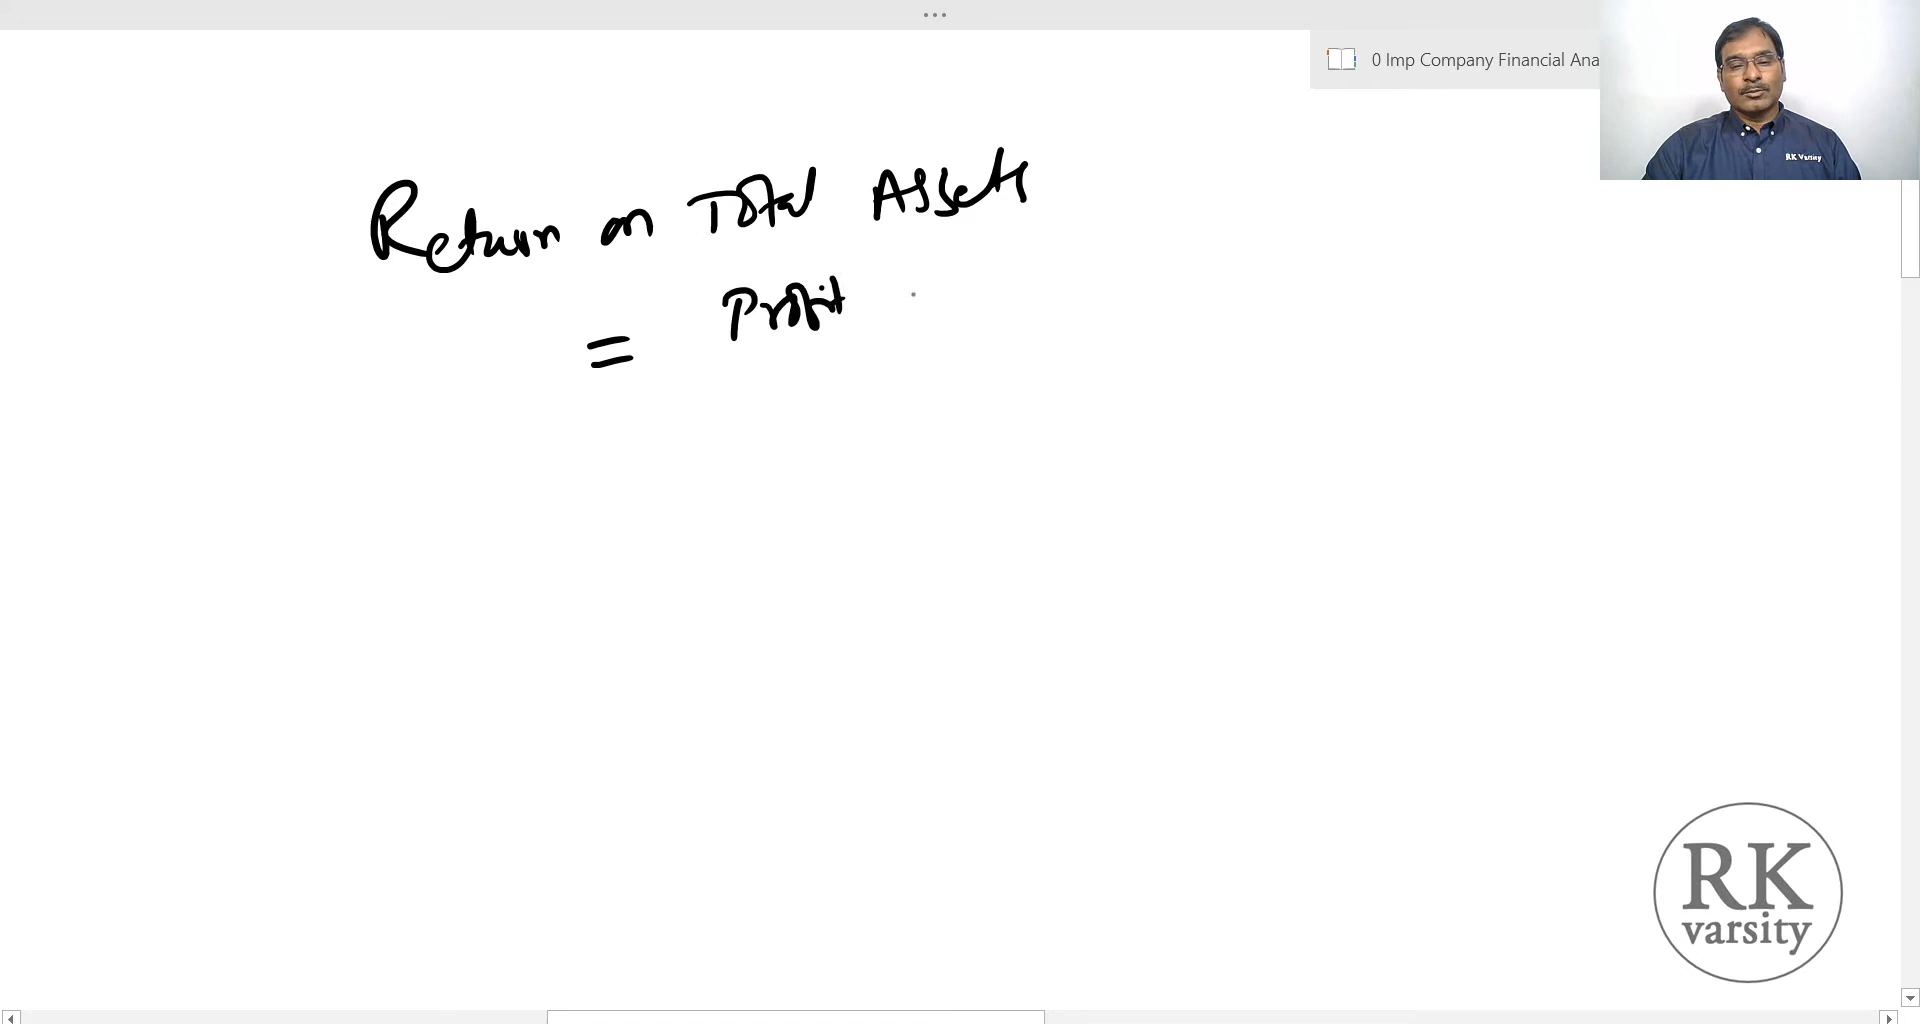 0 Imp Company Financial Ana
RK Varsity
Return on Total Assets
= Profit
RK
varsity